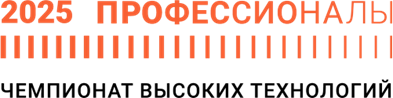 2025 ПРОФЕССИОНАЛЫ
ЧЕМПИОНАТ ВЫСОКИХ ТЕХНОЛОГИЙ